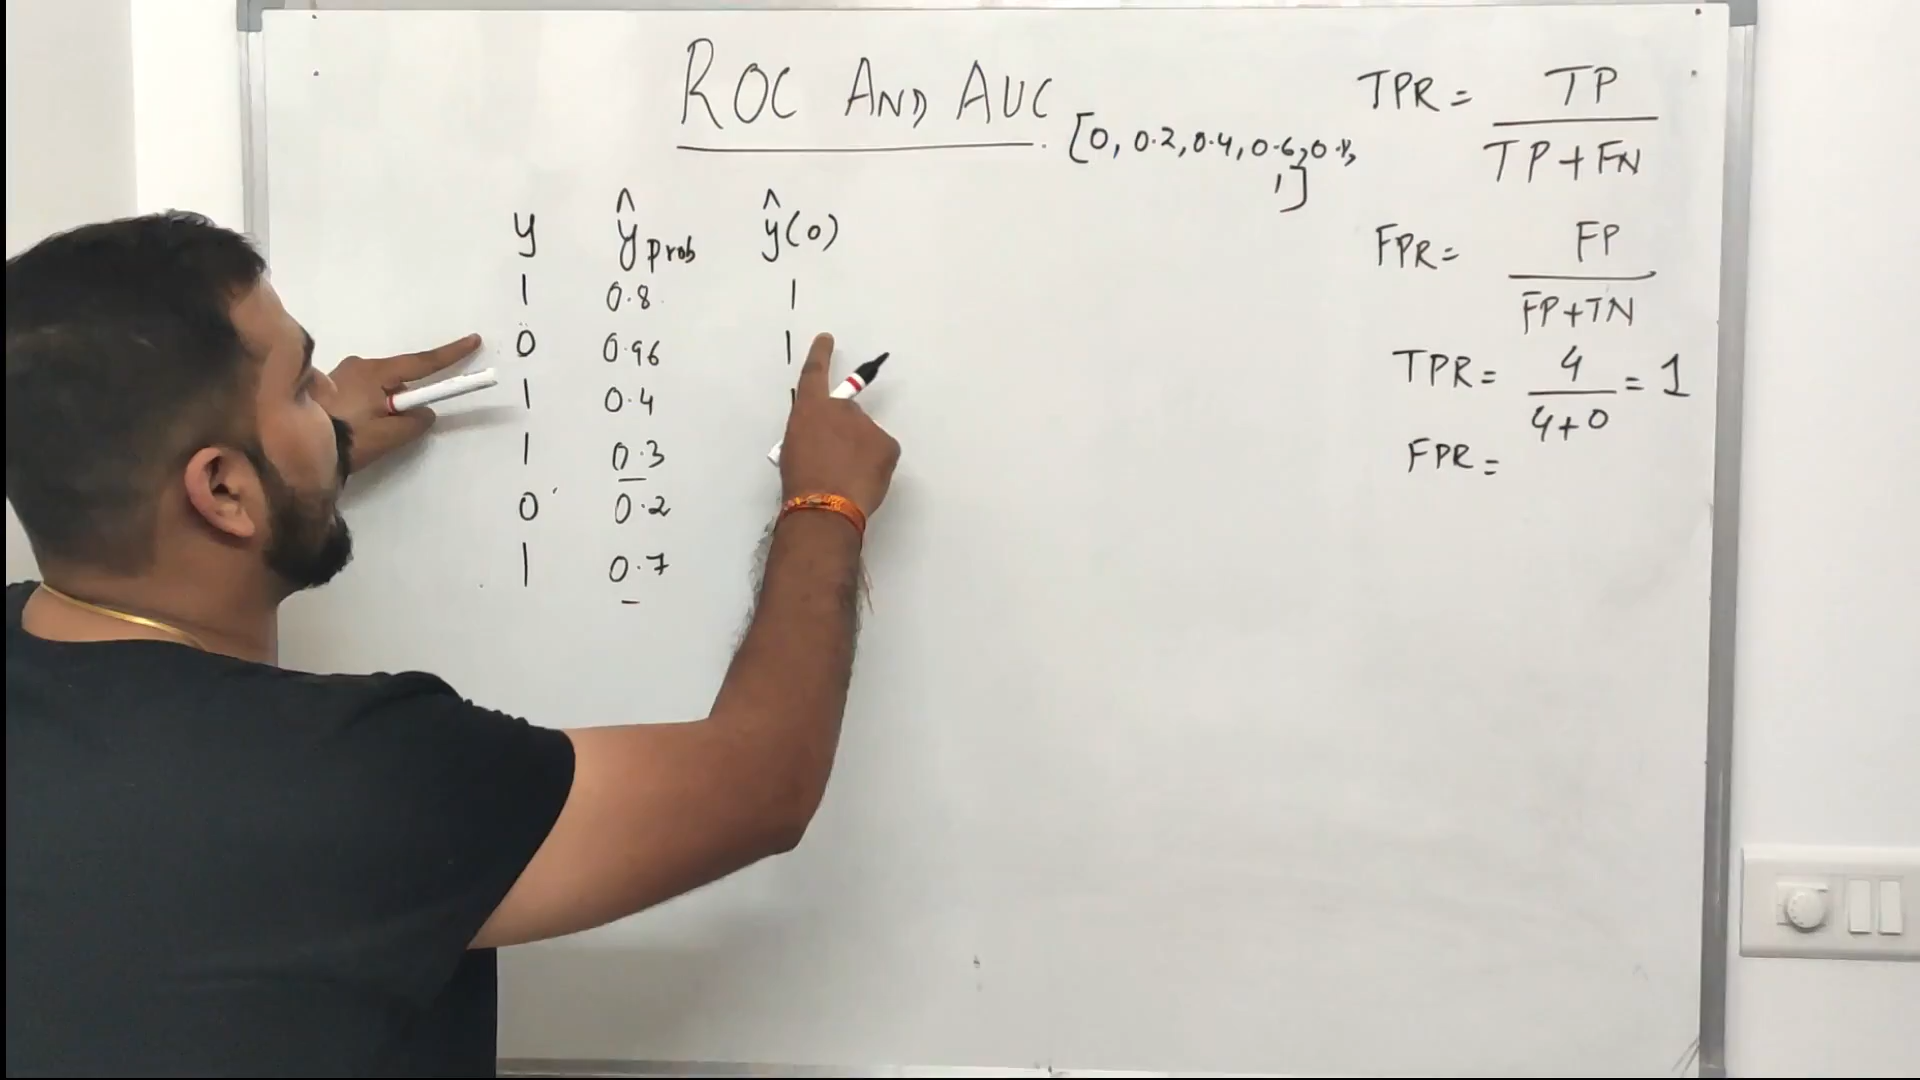 ROC AND AUC
[0, 0.2, 0.4, 0.6, 0.8,
1]
y ŷprob ŷ(0)
1 0.8 1
0 0.96 1
1 0.4 1
1 0.3
0 0.2
1 0.7
TPR = TP
TP+FN
FPR = FP
FP+TN
TPR = 4 = 1
4+0
FPR =